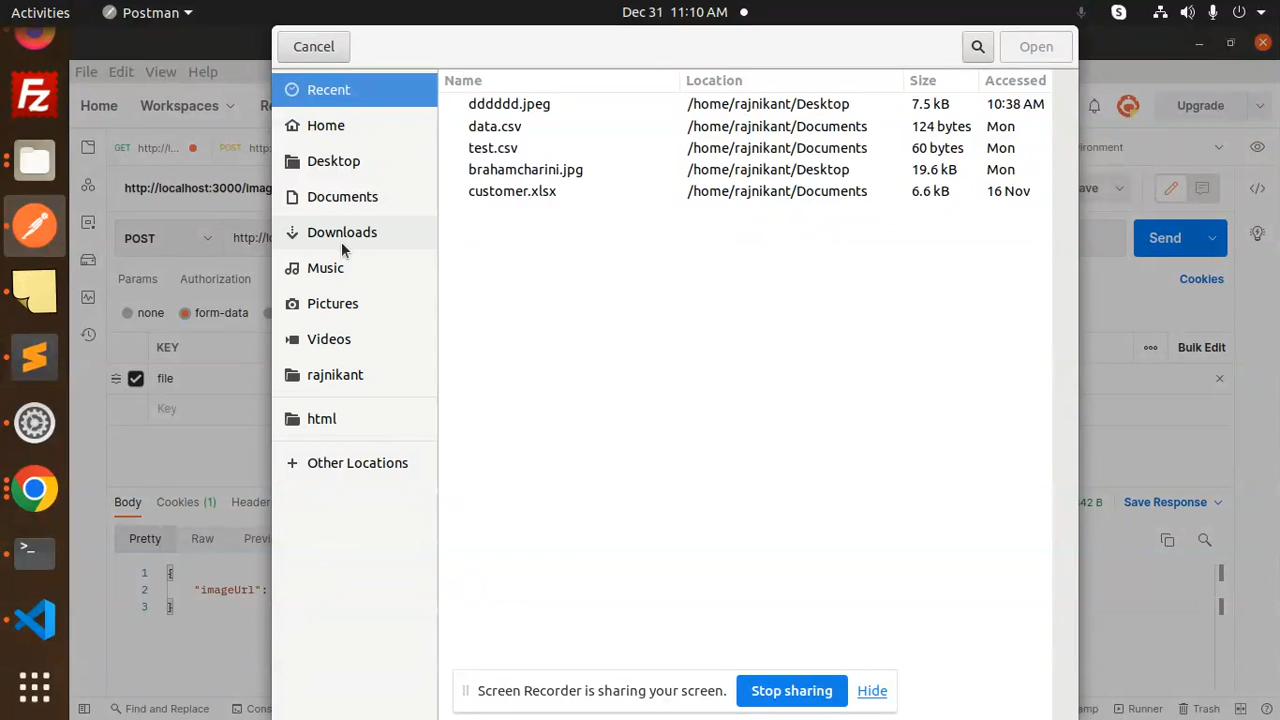 Activities Postman Dec 31 11:10 AM
Cancel Open
File Edit View Help
Recent
Name Location Size Accessed
Home Workspaces Upgrade
dddddd.jpeg /home/rajnikant/Desktop 7.5 kB 10:38 AM
Home
data.csv /home/rajnikant/Documents 124 bytes Mon
GET http://l... POST
test.csv /home/rajnikant/Documents 60 bytes Mon
Desktop
brahamcharini.jpg /home/rajnikant/Desktop 19.6 kB Mon
http://localhost:3000/imag
customer.xlsx /home/rajnikant/Documents 6.6 kB 16 Nov
Documents
POST http://l
Downloads
Send
Music
Params Authorization Cookies
Pictures
none form-data
Videos
KEY Bulk Edit
rajnikant
file
Key
html
Other Locations
Body Cookies (1) Header 42 B Save Response
Pretty Raw Previ
1 {
2 "imageUrl":
3 }
Screen Recorder is sharing your screen. Stop sharing Hide
Find and Replace Cons Runner Trash